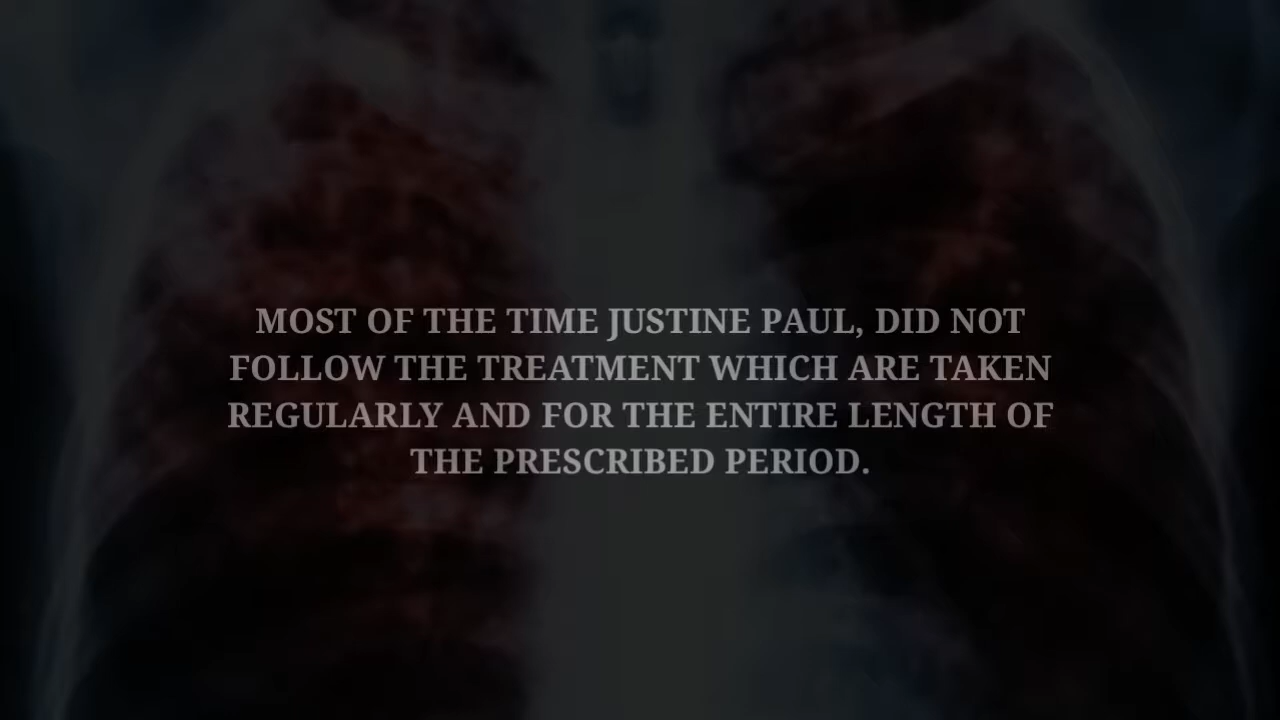 MOST OF THE TIME JUSTINE PAUL, DID NOT
FOLLOW THE TREATMENT WHICH ARE TAKEN
REGULARLY AND FOR THE ENTIRE LENGTH OF
THE PRESCRIBED PERIOD.